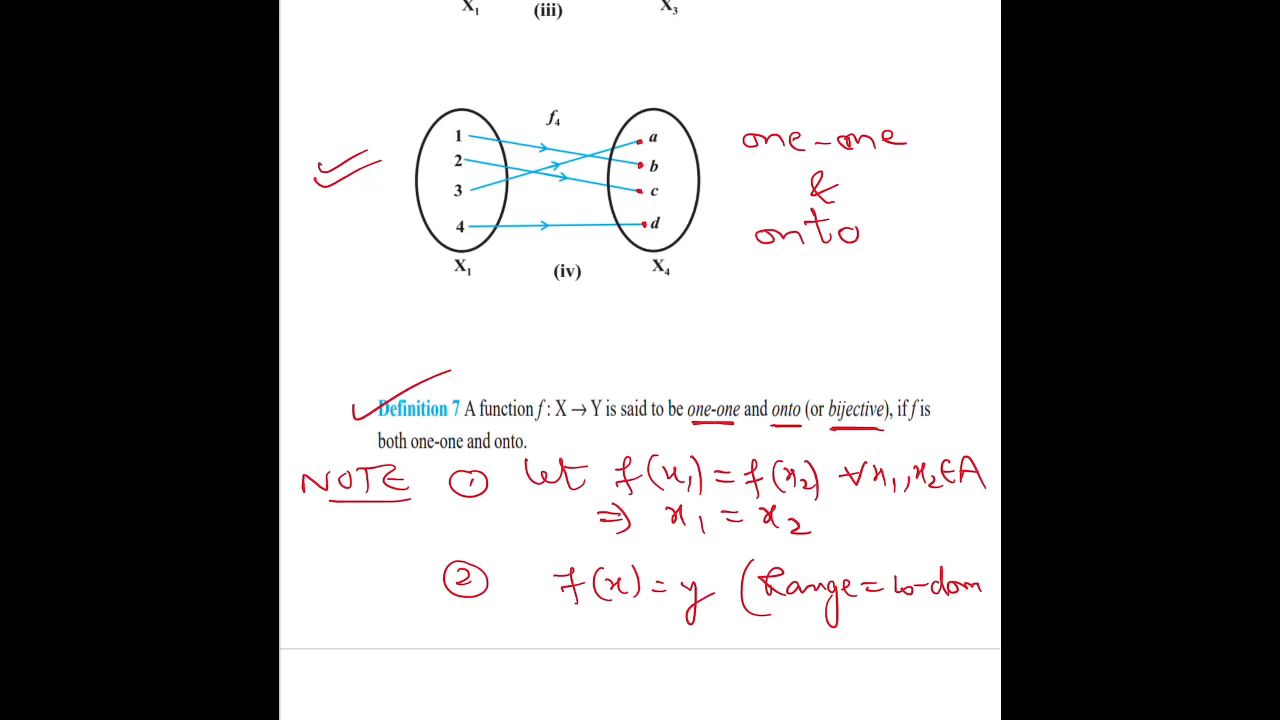 X₁ (iii) X₃
f₄
1 a
2 b
3 c
4 d
X₁ (iv) X₄
one-one
&
onto
Definition 7 A function f : X → Y is said to be one-one and onto (or bijective), if f is
both one-one and onto.
NOTE ① Let f(x₁) = f(x₂) ∀ x₁, x₂ ∈ A
⇒ x₁ = x₂
② f(x) = y (Range = co-dom